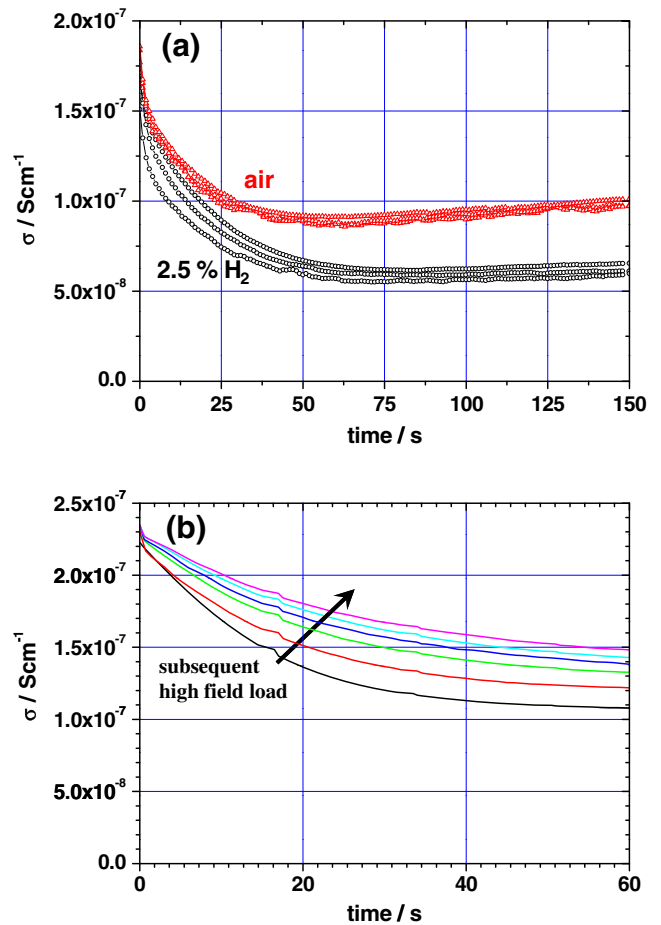 (a)
2.0x10⁻⁷
1.5x10⁻⁷
1.0x10⁻⁷
5.0x10⁻⁸
0.0
σ / Scm⁻¹
air
2.5 % H₂
0 25 50 75 100 125 150
time / s
(b)
2.5x10⁻⁷
2.0x10⁻⁷
1.5x10⁻⁷
1.0x10⁻⁷
5.0x10⁻⁸
0.0
σ / Scm⁻¹
subsequent
high field load
0 20 40 60
time / s